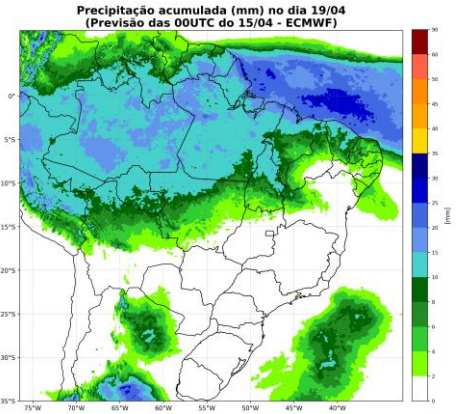 Precipitação acumulada (mm) no dia 19/04
(Previsão das 00UTC do 15/04 - ECMWF)
0°
5°S
10°S
15°S
20°S
25°S
30°S
35°S
75°W
70°W
65°W
60°W
55°W
50°W
45°W
40°W
90
60
50
45
40
35
35
30
25
20
15
10
8
6
4
2
0
[mm]